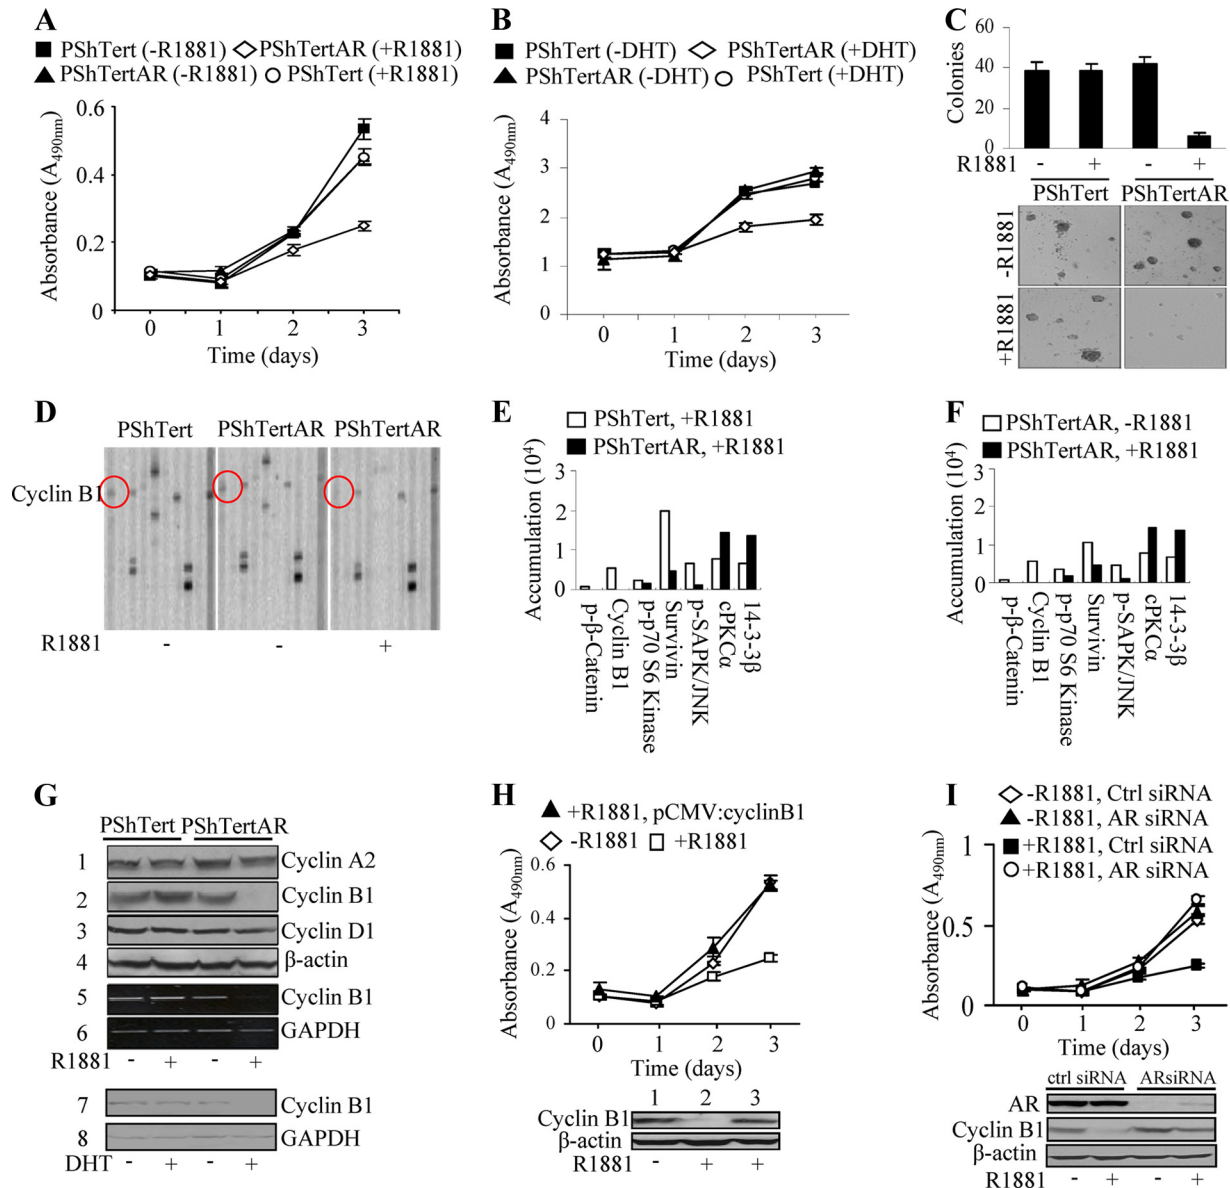 A
PShTert (-R1881) PShTertAR (+R1881)
PShTertAR (-R1881) PShTert (+R1881)
Absorbance (A490nm)
0.6
0.4
0.2
0
0 1 2 3
Time (days)
B
PShTert (-DHT) PShTertAR (+DHT)
PShTertAR (-DHT) PShTert (+DHT)
Absorbance (A490nm)
4
3
2
1
0
0 1 2 3
Time (days)
C
Colonies
60
40
20
0
R1881 - + - +
PShTert PShTertAR
-R1881
+R1881
D
PShTert PShTertAR PShTertAR
Cyclin B1
R1881 - - +
E
PShTert, +R1881
PShTertAR, +R1881
Accumulation (10⁴)
3
2
1
0
p-β-Catenin
Cyclin B1
p-p70 S6 Kinase
Survivin
p-SAPK/JNK
cPKCα
14-3-3β
F
PShTertAR, -R1881
PShTertAR, +R1881
Accumulation (10⁴)
3
2
1
0
p-β-Catenin
Cyclin B1
p-p70 S6 Kinase
Survivin
p-SAPK/JNK
cPKCα
14-3-3β
G
PShTert PShTertAR
1 Cyclin A2
2 Cyclin B1
3 Cyclin D1
4 β-actin
5 Cyclin B1
6 GAPDH
R1881 - + - +
7 Cyclin B1
8 GAPDH
DHT - + - +
H
+R1881, pCMV:cyclinB1
-R1881 +R1881
Absorbance (A490nm)
0.6
0.4
0.2
0
0 1 2 3
Time (days)
1 2 3
Cyclin B1
β-actin
R1881 - + +
I
-R1881, Ctrl siRNA
-R1881, AR siRNA
+R1881, Ctrl siRNA
+R1881, AR siRNA
Absorbance (A490nm)
1
0.5
0
0 1 2 3
Time (days)
ctrl siRNA ARsiRNA
AR
Cyclin B1
β-actin
R1881 - + - +